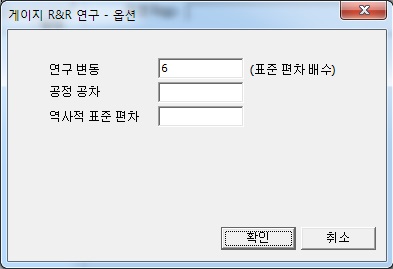 게이지 R&R 연구 - 옵션
연구 변동 6 (표준 편차 배수)
공정 공차
역사적 표준 편차
확인 취소